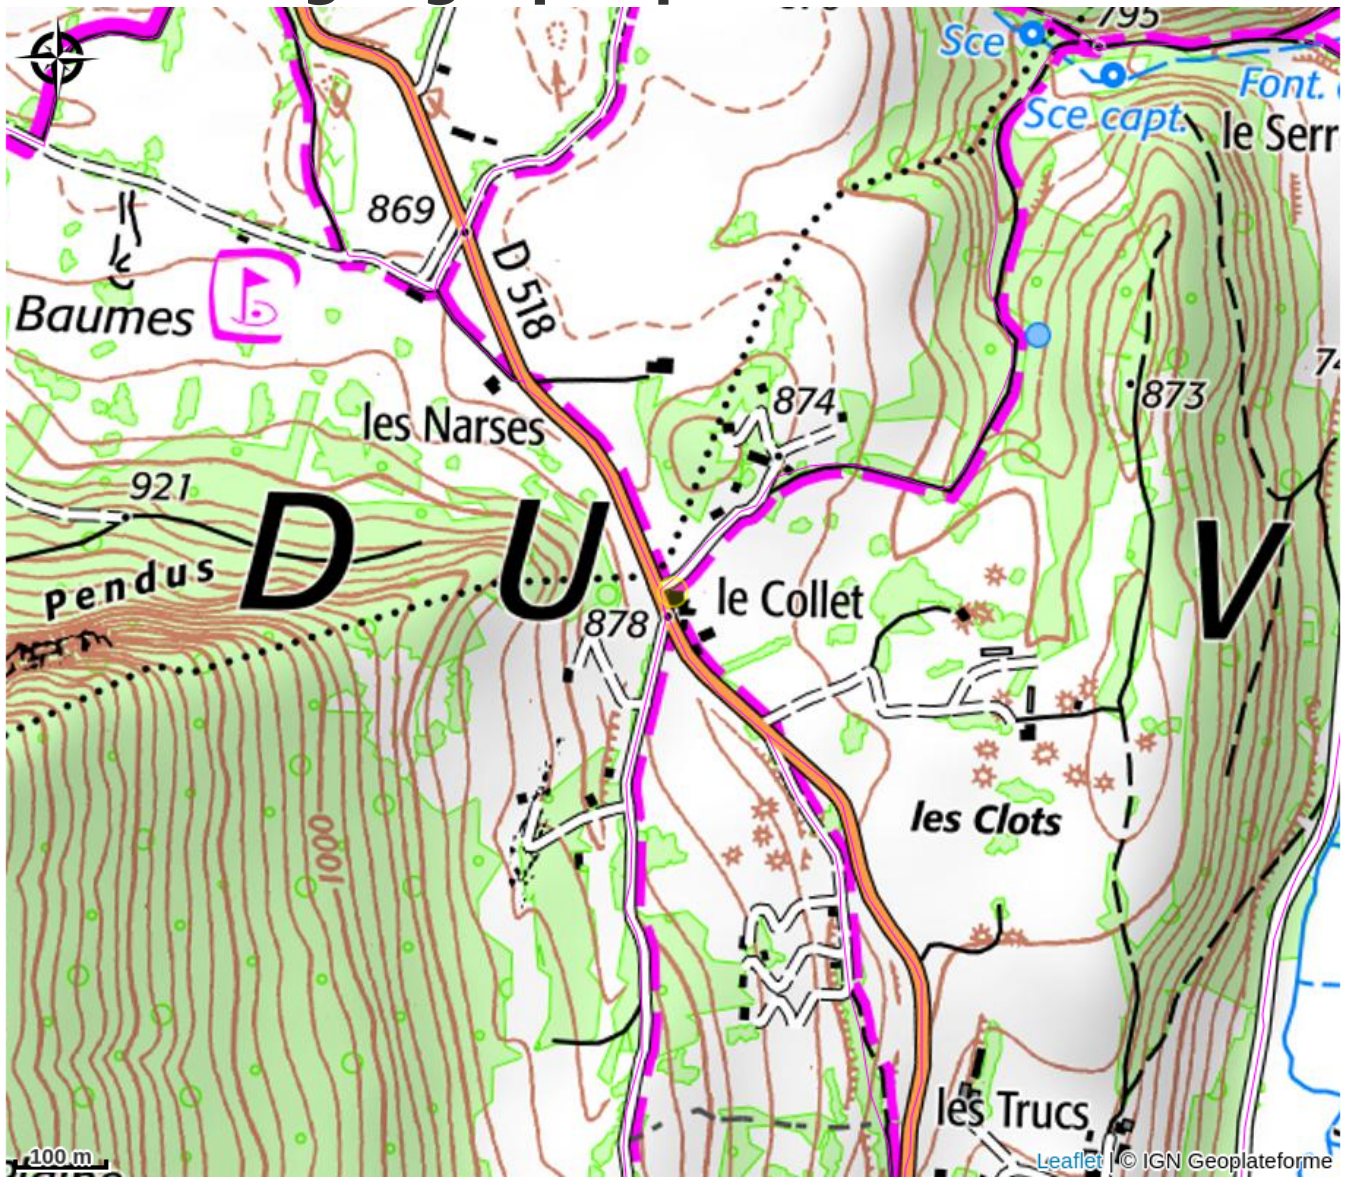 795
Sce
Font.
Sce capt.
le Serr
869
D 518
Baumes
les Narses
874
873
74
921
D U V
Pendus
878
le Collet
1000
les Clots
les Trucs
100 m
Leaflet | © IGN Geoplateforme